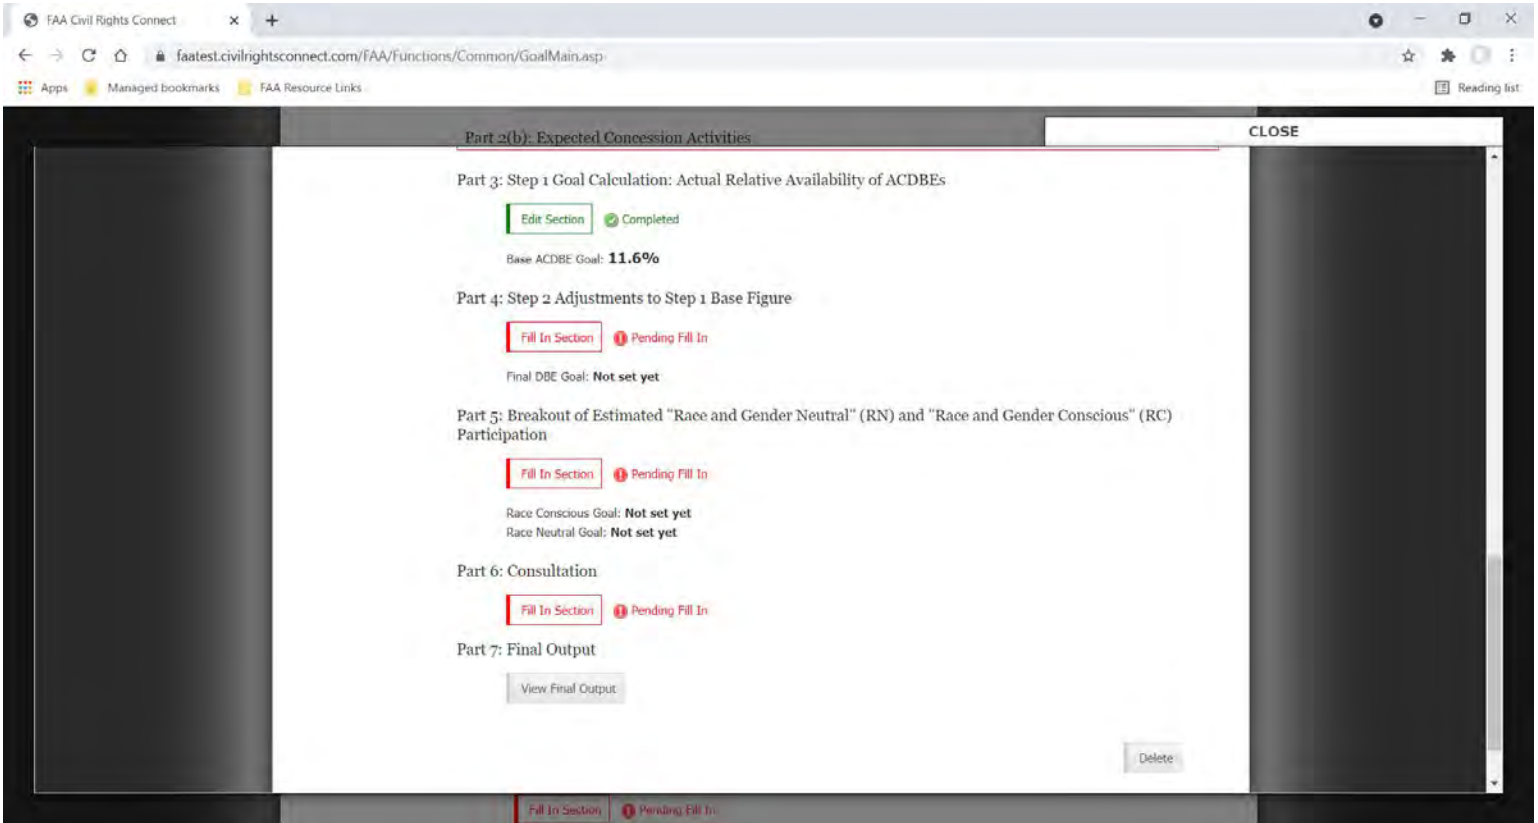 FAA Civil Rights Connect
faatest.civilrightsconnect.com/FAA/Functions/Common/GoalMain.asp
Apps Managed bookmarks FAA Resource Links Reading list
Part 2(b): Expected Concession Activities
CLOSE
Part 3: Step 1 Goal Calculation: Actual Relative Availability of ACDBEs
Edit Section Completed
Base ACDBE Goal: 11.6%
Part 4: Step 2 Adjustments to Step 1 Base Figure
Fill In Section Pending Fill In
Final DBE Goal: Not set yet
Part 5: Breakout of Estimated "Race and Gender Neutral" (RN) and "Race and Gender Conscious" (RC)
Participation
Fill In Section Pending Fill In
Race Conscious Goal: Not set yet
Race Neutral Goal: Not set yet
Part 6: Consultation
Fill In Section Pending Fill In
Part 7: Final Output
View Final Output
Delete
Fill In Section Pending Fill In